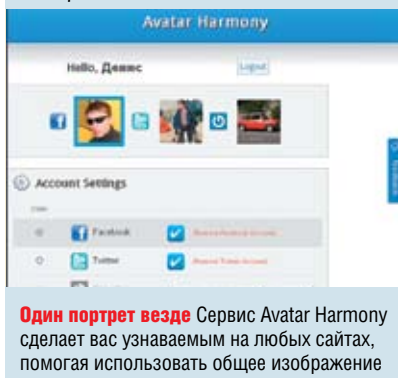 Avatar Harmony
Hello, Денис
Logout
Account Settings
Facebook
Twitter
Один портрет везде Сервис Avatar Harmony
сделает вас узнаваемым на любых сайтах,
помогая использовать общее изображение